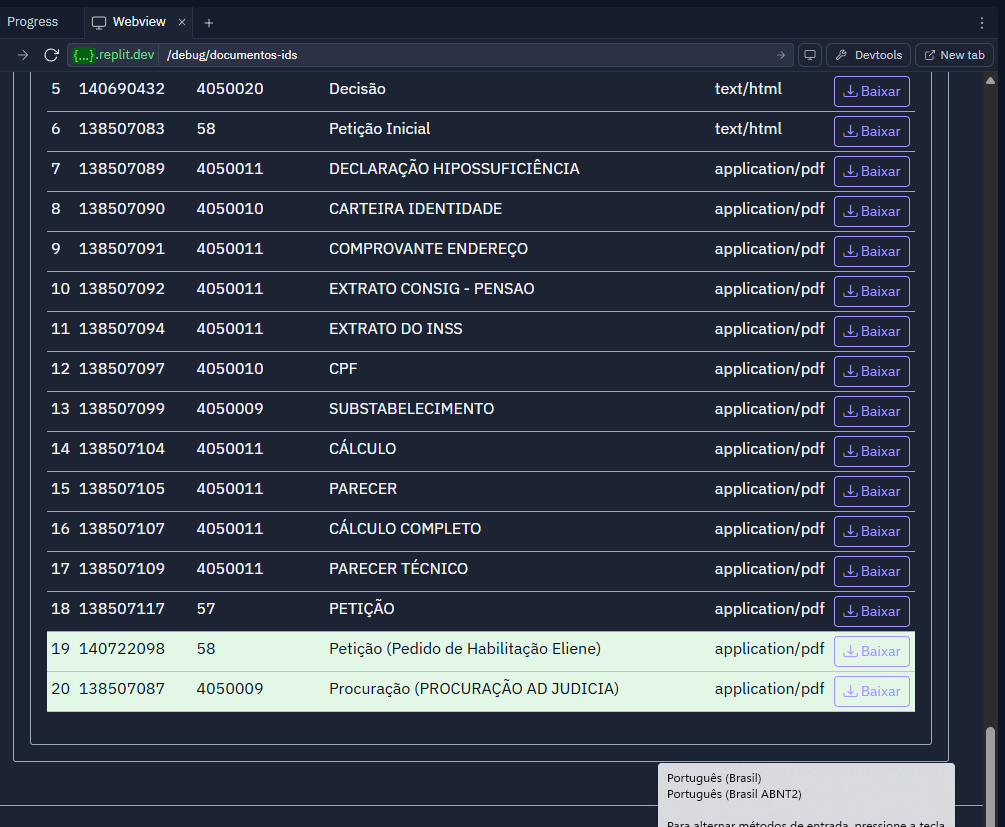 Progress
Webview
{...}.replit.dev /debug/documentos-ids
Devtools
New tab
5 140690432 4050020 Decisão text/html Baixar
6 138507083 58 Petição Inicial text/html Baixar
7 138507089 4050011 DECLARAÇÃO HIPOSSUFICIÊNCIA application/pdf Baixar
8 138507090 4050010 CARTEIRA IDENTIDADE application/pdf Baixar
9 138507091 4050011 COMPROVANTE ENDEREÇO application/pdf Baixar
10 138507092 4050011 EXTRATO CONSIG - PENSAO application/pdf Baixar
11 138507094 4050011 EXTRATO DO INSS application/pdf Baixar
12 138507097 4050010 CPF application/pdf Baixar
13 138507099 4050009 SUBSTABELECIMENTO application/pdf Baixar
14 138507104 4050011 CÁLCULO application/pdf Baixar
15 138507105 4050011 PARECER application/pdf Baixar
16 138507107 4050011 CÁLCULO COMPLETO application/pdf Baixar
17 138507109 4050011 PARECER TÉCNICO application/pdf Baixar
18 138507117 57 PETIÇÃO application/pdf Baixar
19 140722098 58 Petição (Pedido de Habilitação Eliene) application/pdf Baixar
20 138507087 4050009 Procuração (PROCURAÇÃO AD JUDICIA) application/pdf Baixar
Português (Brasil)
Português (Brasil ABNT2)
Para alternar métodos de entrada, pressione a tecla